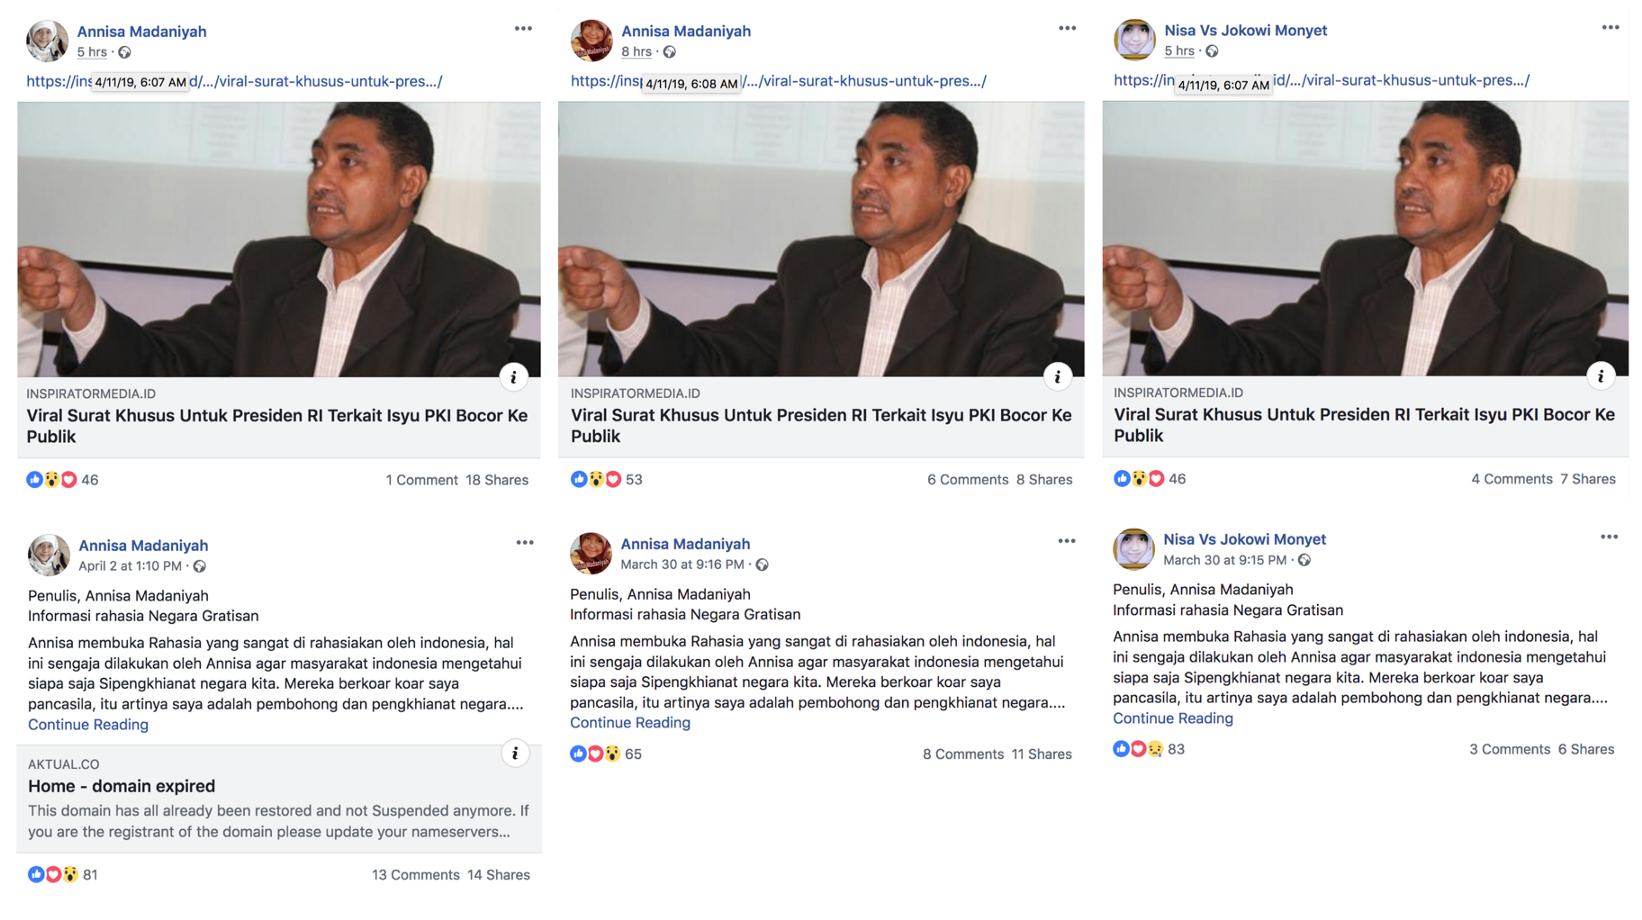 Annisa Madaniyah
5 hrs ·
https://ins 4/11/19, 6:07 AM d/.../viral-surat-khusus-untuk-pres.../
INSPIRATORMEDIA.ID
Viral Surat Khusus Untuk Presiden RI Terkait Isyu PKI Bocor Ke
Publik
46 1 Comment 18 Shares
Annisa Madaniyah
8 hrs ·
https://insp 4/11/19, 6:08 AM /.../viral-surat-khusus-untuk-pres.../
INSPIRATORMEDIA.ID
Viral Surat Khusus Untuk Presiden RI Terkait Isyu PKI Bocor Ke
Publik
53 6 Comments 8 Shares
Nisa Vs Jokowi Monyet
5 hrs ·
https://in 4/11/19, 6:07 AM id/.../viral-surat-khusus-untuk-pres.../
INSPIRATORMEDIA.ID
Viral Surat Khusus Untuk Presiden RI Terkait Isyu PKI Bocor Ke
Publik
46 4 Comments 7 Shares
Annisa Madaniyah
April 2 at 1:10 PM ·
Penulis, Annisa Madaniyah
Informasi rahasia Negara Gratisan
Annisa membuka Rahasia yang sangat di rahasiakan oleh indonesia, hal
ini sengaja dilakukan oleh Annisa agar masyarakat indonesia mengetahui
siapa saja Sipengkhianat negara kita. Mereka berkoar koar saya
pancasila, itu artinya saya adalah pembohong dan pengkhianat negara....
Continue Reading
AKTUAL.CO
Home - domain expired
This domain has all already been restored and not Suspended anymore. If
you are the registrant of the domain please update your nameservers...
81 13 Comments 14 Shares
Annisa Madaniyah
March 30 at 9:16 PM ·
Penulis, Annisa Madaniyah
Informasi rahasia Negara Gratisan
Annisa membuka Rahasia yang sangat di rahasiakan oleh indonesia, hal
ini sengaja dilakukan oleh Annisa agar masyarakat indonesia mengetahui
siapa saja Sipengkhianat negara kita. Mereka berkoar koar saya
pancasila, itu artinya saya adalah pembohong dan pengkhianat negara....
Continue Reading
65 8 Comments 11 Shares
Nisa Vs Jokowi Monyet
March 30 at 9:15 PM ·
Penulis, Annisa Madaniyah
Informasi rahasia Negara Gratisan
Annisa membuka Rahasia yang sangat di rahasiakan oleh indonesia, hal
ini sengaja dilakukan oleh Annisa agar masyarakat indonesia mengetahui
siapa saja Sipengkhianat negara kita. Mereka berkoar koar saya
pancasila, itu artinya saya adalah pembohong dan pengkhianat negara....
Continue Reading
83 3 Comments 6 Shares